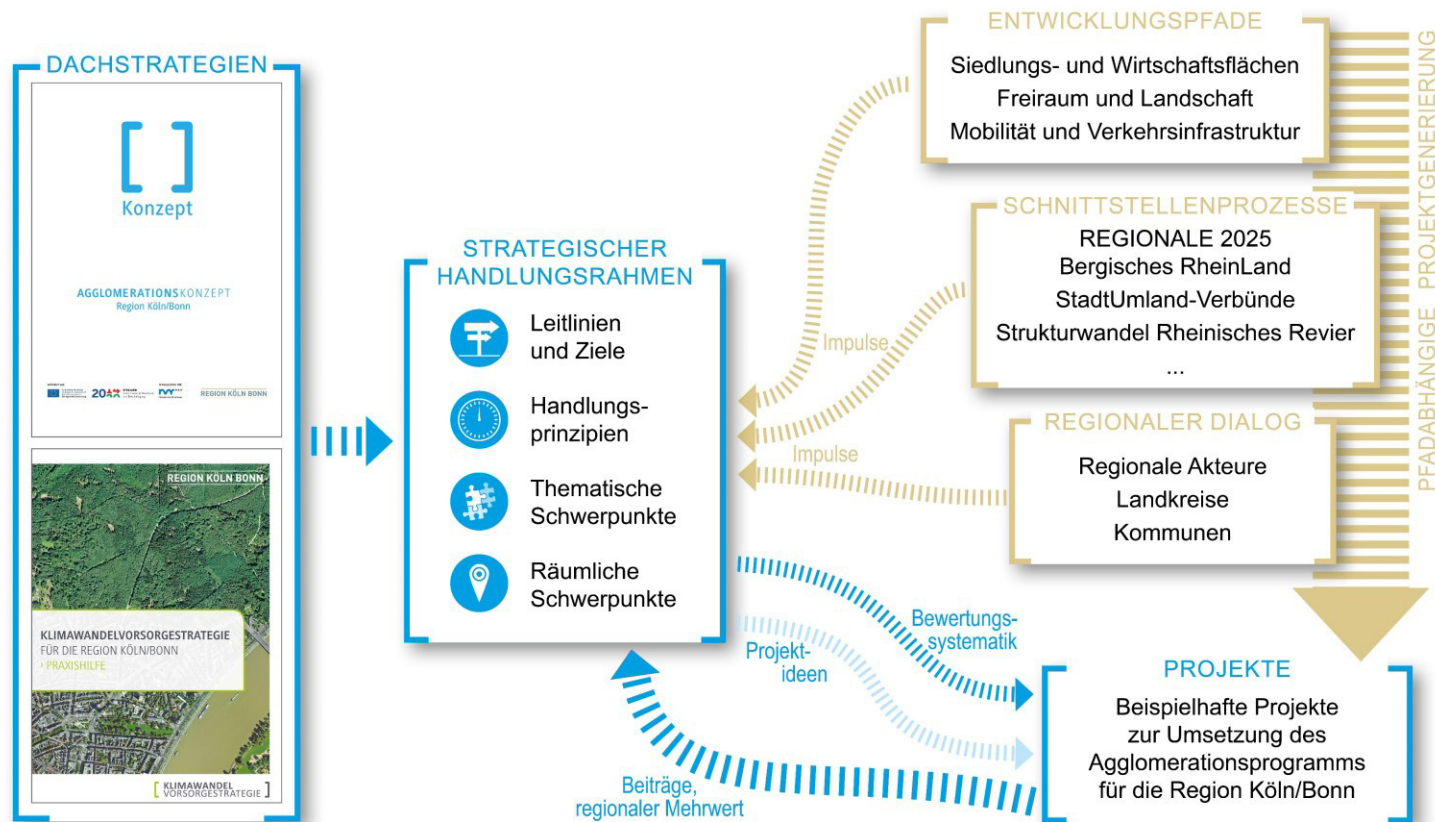 DACHSTRATEGIEN
Konzept
AGGLOMERATIONSKONZEPT
Region Köln/Bonn
REGION KÖLN BONN
REGION KÖLN BONN
KLIMAWANDELVORSORGESTRATEGIE
FÜR DIE REGION KÖLN/BONN
› PRAXISHILFE
KLIMAWANDEL
VORSORGESTRATEGIE
STRATEGISCHER
HANDLUNGSRAHMEN
Leitlinien
und Ziele
Handlungs-
prinzipien
Thematische
Schwerpunkte
Räumliche
Schwerpunkte
ENTWICKLUNGSPFADE
Siedlungs- und Wirtschaftsflächen
Freiraum und Landschaft
Mobilität und Verkehrsinfrastruktur
SCHNITTSTELLENPROZESSE
REGIONALE 2025
Bergisches RheinLand
StadtUmland-Verbünde
Strukturwandel Rheinisches Revier
...
REGIONALER DIALOG
Regionale Akteure
Landkreise
Kommunen
PFADABHÄNGIGE PROJEKTGENERIERUNG
Impulse
Impulse
Bewertungs-
systematik
Projekt-
ideen
Beiträge,
regionaler Mehrwert
PROJEKTE
Beispielhafte Projekte
zur Umsetzung des
Agglomerationsprogramms
für die Region Köln/Bonn